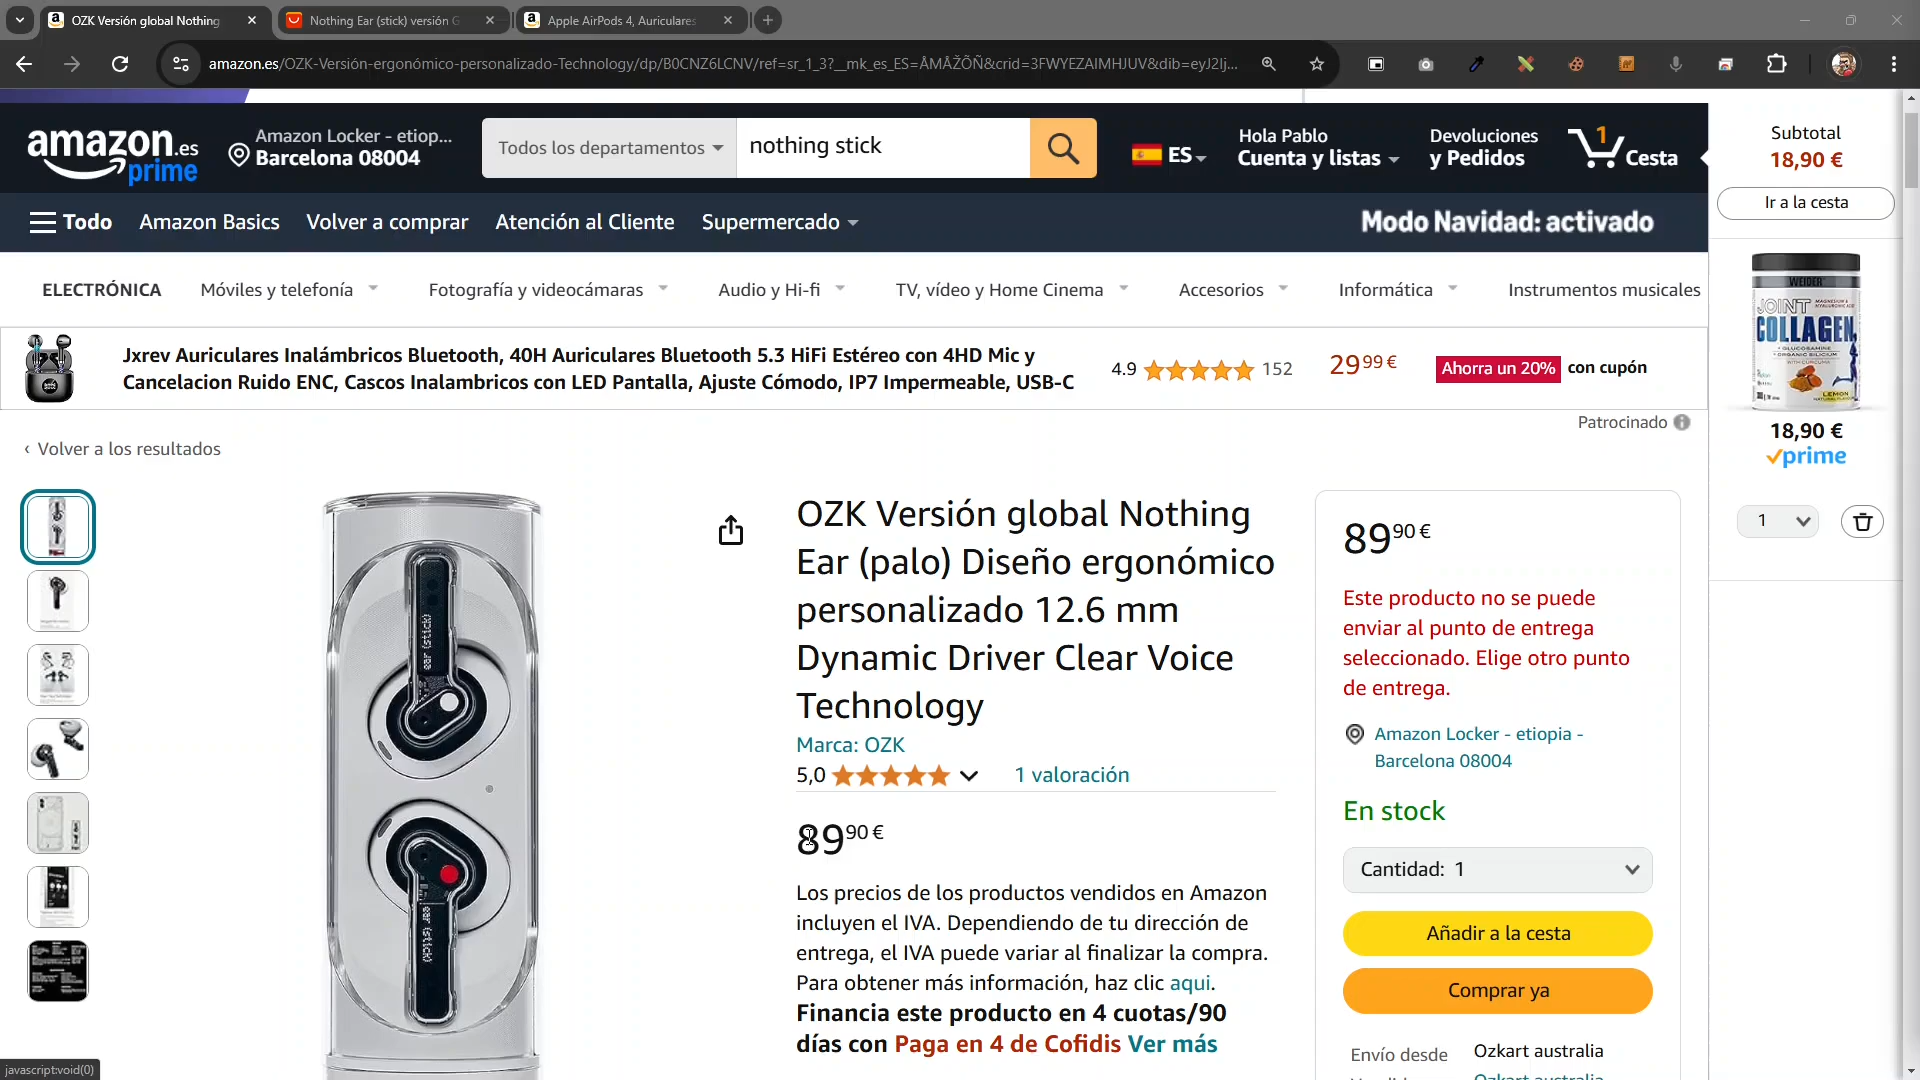 OZK Versión global Nothing
Nothing Ear (stick) versión G
Apple AirPods 4, Auriculares
amazon.es/OZK-Versión-ergonómico-personalizado-Technology/dp/B0CNZ6LCNV/ref=sr_1_3?__mk_es_ES=ÅMÅŽÕÑ&crid=3FWYEZAIMHJUV&dib=eyJ2Ij...
amazon.es
prime
Amazon Locker - etiop...
Barcelona 08004
Todos los departamentos
nothing stick
ES
Hola Pablo
Cuenta y listas
Devoluciones
y Pedidos
1
Cesta
Subtotal
18,90 €
Ir a la cesta
Todo
Amazon Basics
Volver a comprar
Atención al Cliente
Supermercado
Modo Navidad: activado
ELECTRÓNICA
Móviles y telefonía
Fotografía y videocámaras
Audio y Hi-fi
TV, vídeo y Home Cinema
Accesorios
Informática
Instrumentos musicales
Jxrev Auriculares Inalámbricos Bluetooth, 40H Auriculares Bluetooth 5.3 HiFi Estéreo con 4HD Mic y
Cancelacion Ruido ENC, Cascos Inalambricos con LED Pantalla, Ajuste Cómodo, IP7 Impermeable, USB-C
4.9
152
29 99 €
Ahorra un 20%
con cupón
Patrocinado
WEIDER
JOINT
COLLAGEN
LEMON
18,90 €
prime
1
‹ Volver a los resultados
ear (stick)
ear (stick)
OZK Versión global Nothing
Ear (palo) Diseño ergonómico
personalizado 12.6 mm
Dynamic Driver Clear Voice
Technology
Marca: OZK
5,0
1 valoración
89 90 €
Los precios de los productos vendidos en Amazon
incluyen el IVA. Dependiendo de tu dirección de
entrega, el IVA puede variar al finalizar la compra.
Para obtener más información, haz clic aqui.
Financia este producto en 4 cuotas/90
días con Paga en 4 de Cofidis Ver más
89 90 €
Este producto no se puede
enviar al punto de entrega
seleccionado. Elige otro punto
de entrega.
Amazon Locker - etiopia -
Barcelona 08004
En stock
Cantidad: 1
Añadir a la cesta
Comprar ya
Envío desde
Ozkart australia
javascript:void(0)